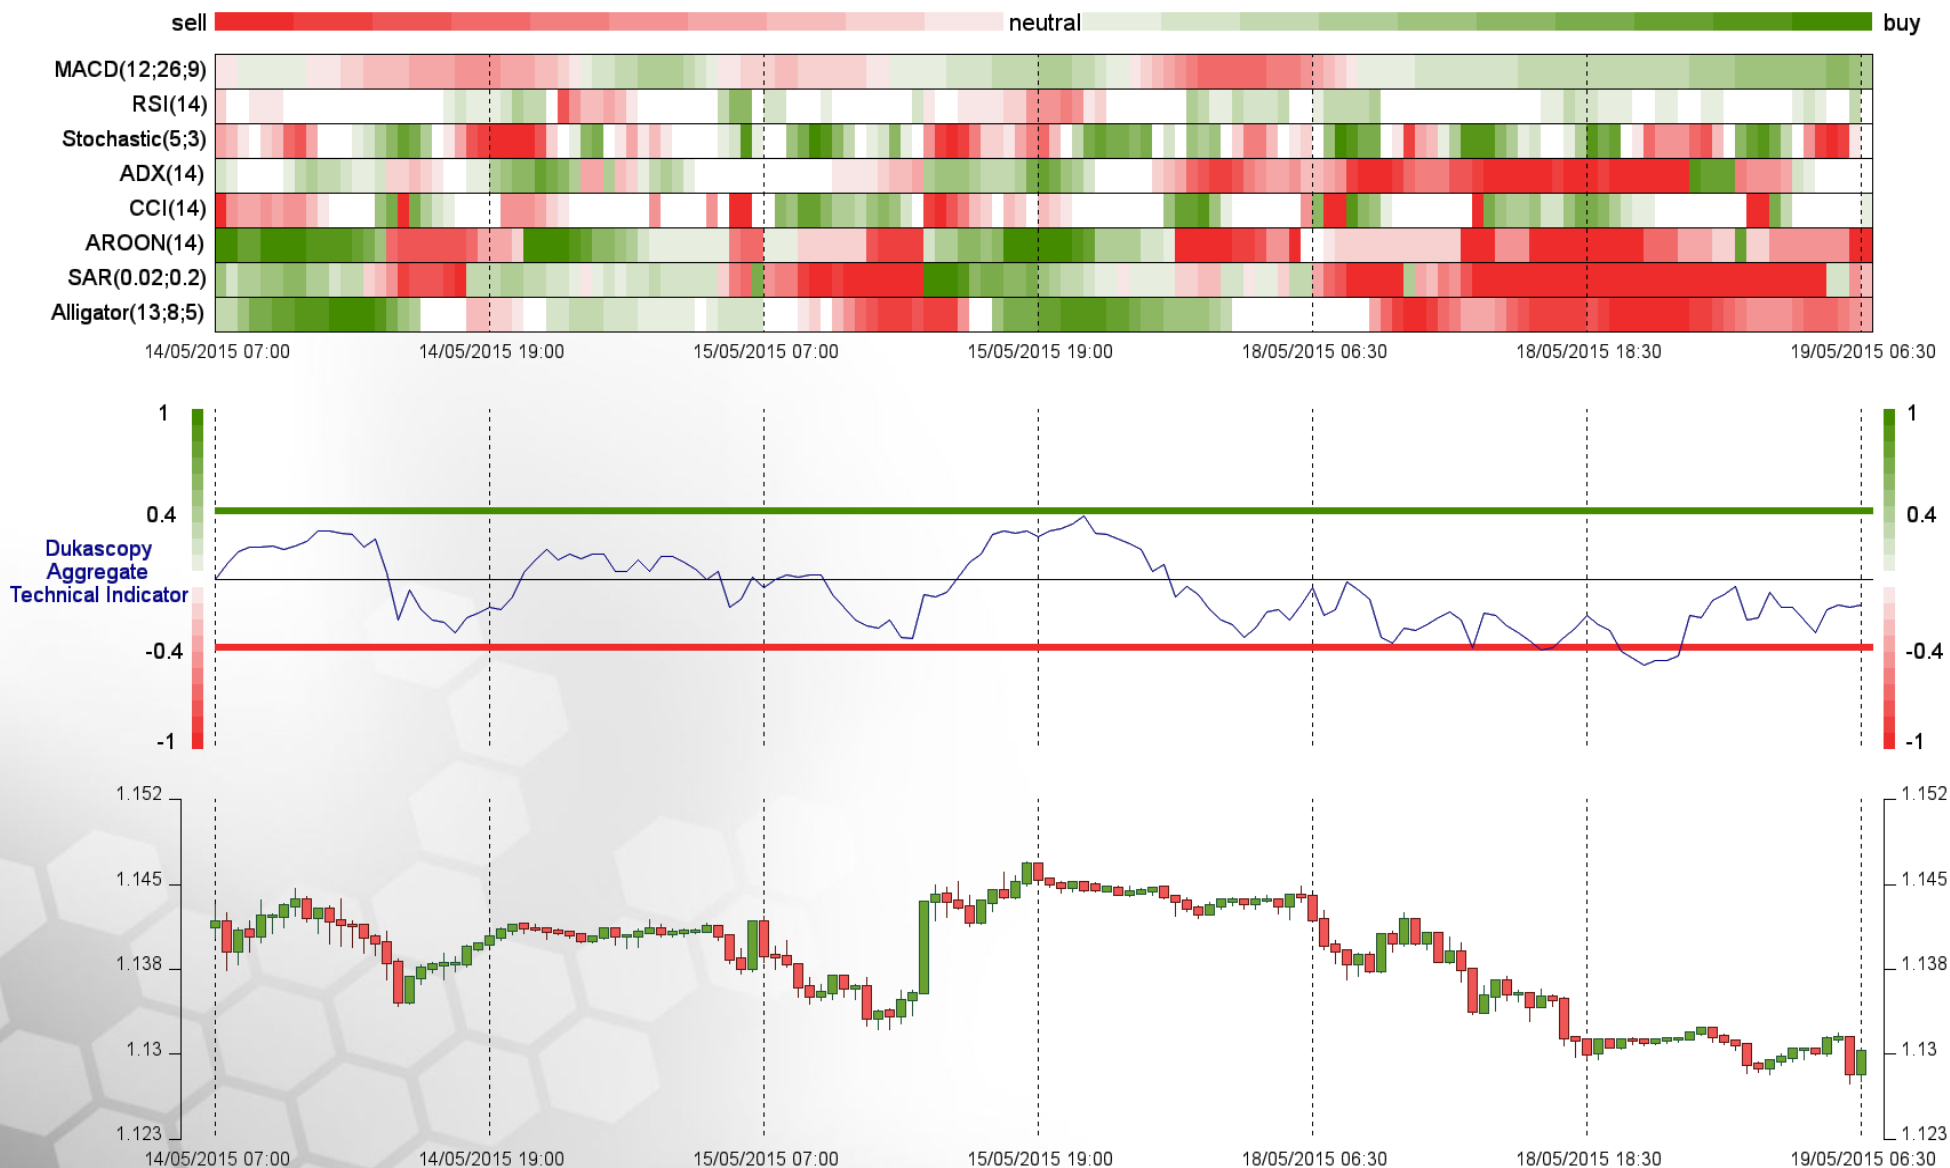 sell neutral buy
MACD(12;26;9)
RSI(14)
Stochastic(5;3)
ADX(14)
CCI(14)
AROON(14)
SAR(0.02;0.2)
Alligator(13;8;5)
14/05/2015 07:00 14/05/2015 19:00 15/05/2015 07:00 15/05/2015 19:00 18/05/2015 06:30 18/05/2015 18:30 19/05/2015 06:30
1 1
0.4 0.4
Dukascopy
Aggregate
Technical Indicator
-0.4 -0.4
-1 -1
1.152 1.152
1.145 1.145
1.138 1.138
1.13 1.13
1.123 1.123
14/05/2015 07:00 14/05/2015 19:00 15/05/2015 07:00 15/05/2015 19:00 18/05/2015 06:30 18/05/2015 18:30 19/05/2015 06:30